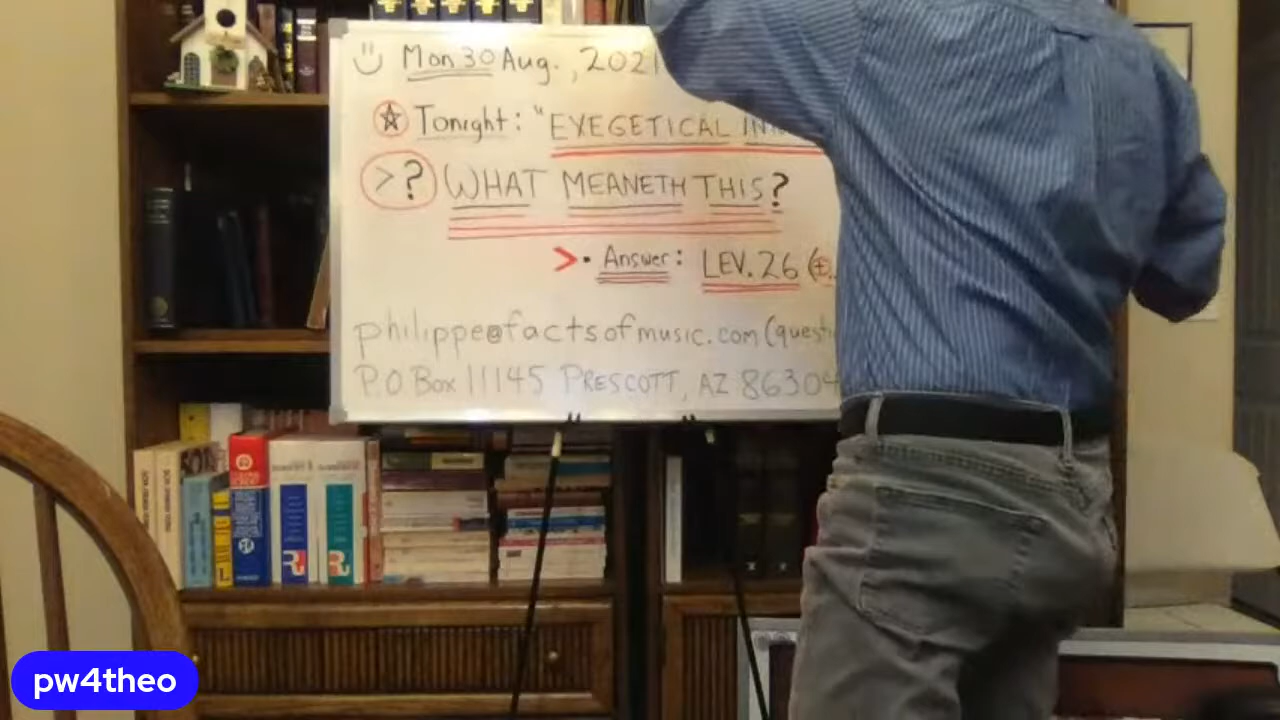 Mon 30 Aug., 2021
Tonight: "EXEGETICAL
>? WHAT MEANETH THIS?
> • Answer: LEV. 26
philippe@factsofmusic.com
P.O Box 11145 PRESCOTT, AZ 86304
pw4theo